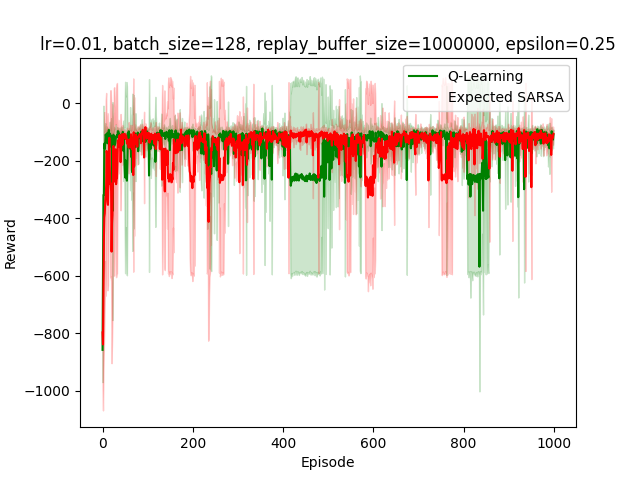 lr=0.01, batch_size=128, replay_buffer_size=1000000, epsilon=0.25
Q-Learning
Expected SARSA
0
−200
−400
−600
−800
−1000
Reward
0
200
400
600
800
1000
Episode